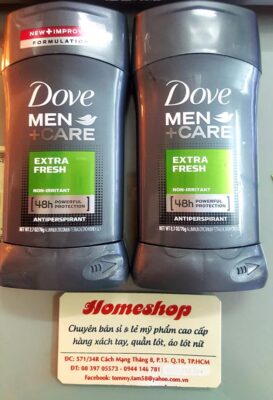 NEW+IMPROVED
FORMULATION
Dove
MEN
+CARE
EXTRA
FRESH
NON-IRRITANT
48h POWERFUL
PROTECTION
ANTIPERSPIRANT
Dove
MEN
+CARE
EXTRA
FRESH
NON-IRRITANT
48h POWERFUL
PROTECTION
ANTIPERSPIRANT
Homeshop
Chuyên bán sỉ & lẻ mỹ phẩm cao cấp
hàng xách tay, quần lót, áo lót nít
ĐC: 571/34R Cách Mạng Tháng 8, P.15. Q.10, TP.HCM
ĐT: 08 397 05573 - 0944 146 781
Facebook: tommy.tam58@yahoo.com.vn